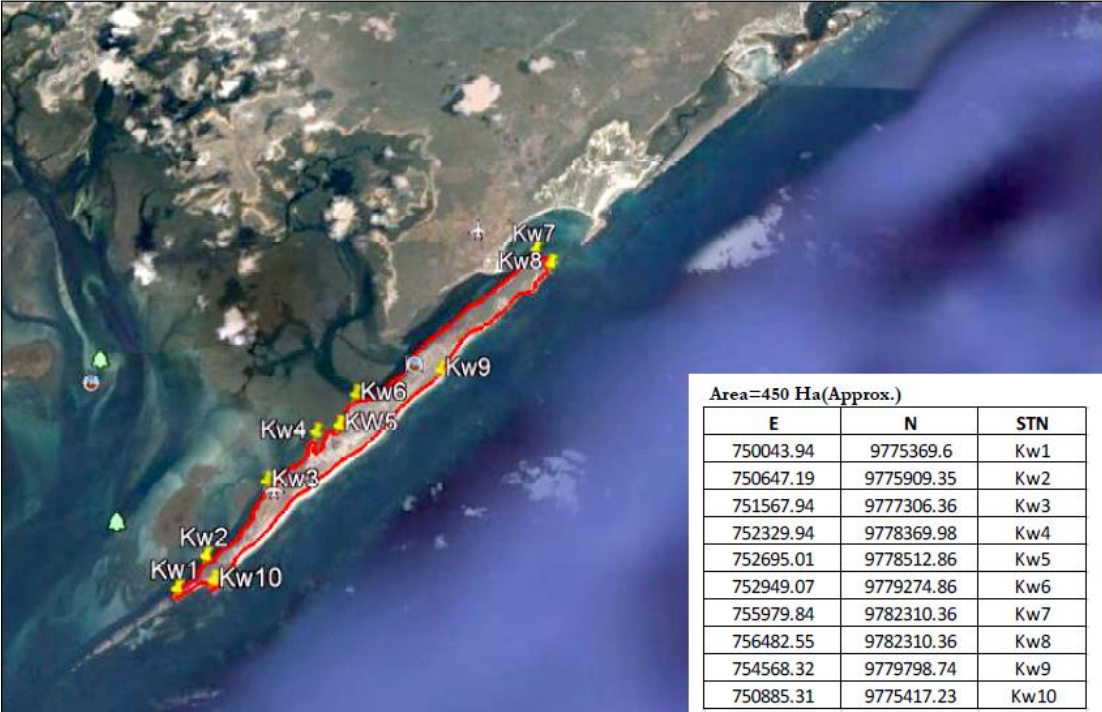 Kw7
Kw8
Kw9
Kw6
KW5
Kw4
Kw3
Kw2
Kw1
Kw10
Area=450 Ha(Approx.)
E N STN
750043.94 9775369.6 Kw1
750647.19 9775909.35 Kw2
751567.94 9777306.36 Kw3
752329.94 9778369.98 Kw4
752695.01 9778512.86 Kw5
752949.07 9779274.86 Kw6
755979.84 9782310.36 Kw7
756482.55 9782310.36 Kw8
754568.32 9779798.74 Kw9
750885.31 9775417.23 Kw10